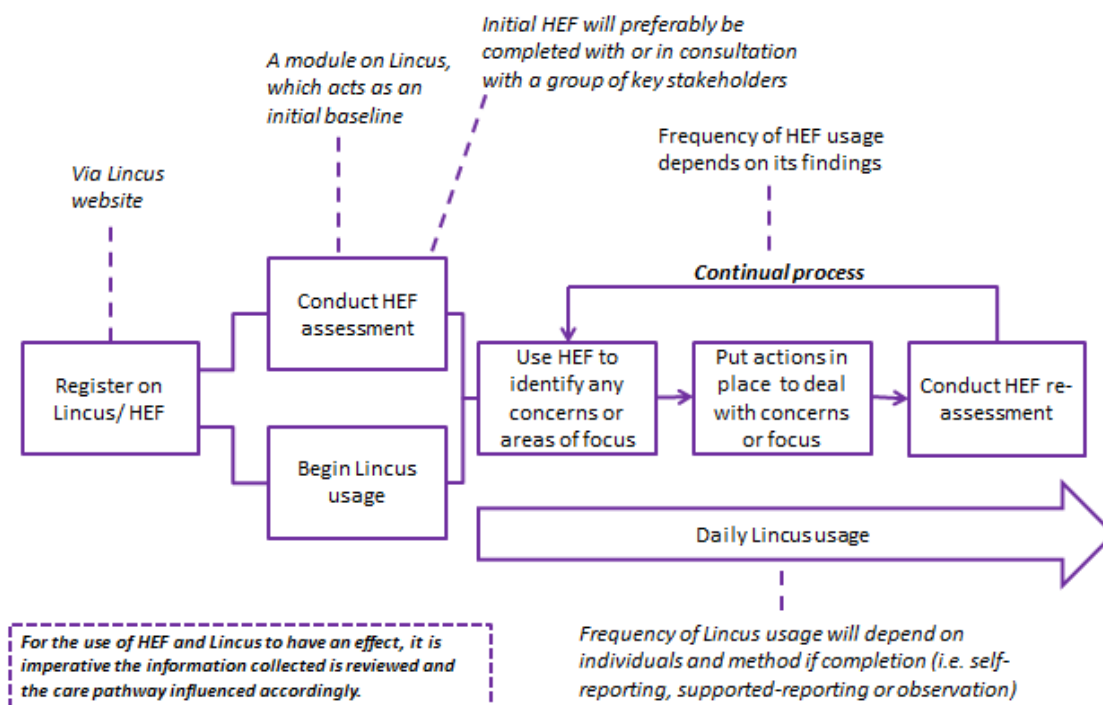 Initial HEF will preferably be
completed with or in consultation
with a group of key stakeholders
A module on Lincus,
which acts as an
initial baseline
Frequency of HEF usage
depends on its findings
Via Lincus
website
Continual process
Conduct HEF
assessment
Register on
Lincus/ HEF
Use HEF to
identify any
concerns or
areas of focus
Put actions in
place to deal
with concerns
or focus
Conduct HEF re-
assessment
Begin Lincus
usage
Daily Lincus usage
For the use of HEF and Lincus to have an effect, it is
imperative the information collected is reviewed and
the care pathway influenced accordingly.
Frequency of Lincus usage will depend on
individuals and method if completion (i.e. self-
reporting, supported-reporting or observation)